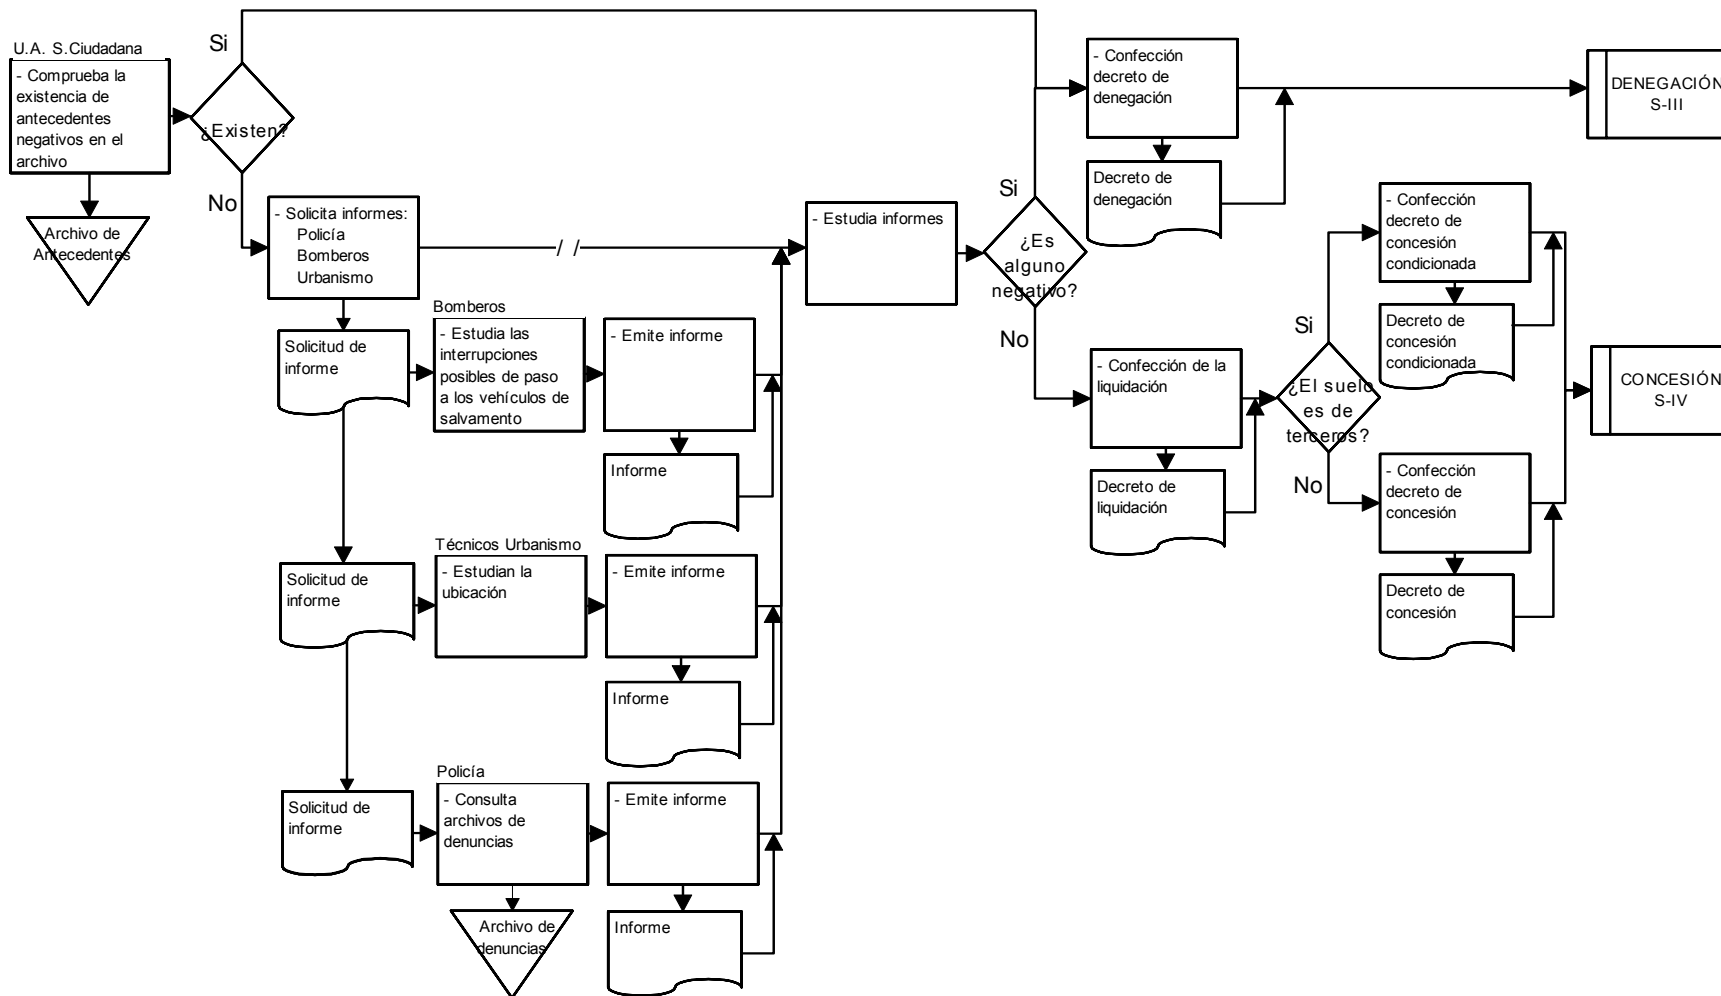 U.A. S.Ciudadana
- Comprueba la
existencia de
antecedentes
negativos en el
archivo
Archivo de
Antecedentes
Si
¿Existen?
No
- Solicita informes:
Policía
Bomberos
Urbanismo
/ /
Solicitud de
informe
Bomberos
- Estudia las
interrupciones
posibles de paso
a los vehículos de
salvamento
- Emite informe
Informe
Solicitud de
informe
Técnicos Urbanismo
- Estudian la
ubicación
- Emite informe
Informe
Solicitud de
informe
Policía
- Consulta
archivos de
denuncias
Archivo de
denuncias
- Emite informe
Informe
- Estudia informes
Si
¿Es
alguno
negativo?
No
- Confección
decreto de
denegación
Decreto de
denegación
DENEGACIÓN
S-III
- Confección de la
liquidación
Decreto de
liquidación
Si
¿El suelo
es de
terceros?
No
- Confección
decreto de
concesión
condicionada
Decreto de
concesión
condicionada
- Confección
decreto de
concesión
Decreto de
concesión
CONCESIÓN
S-IV